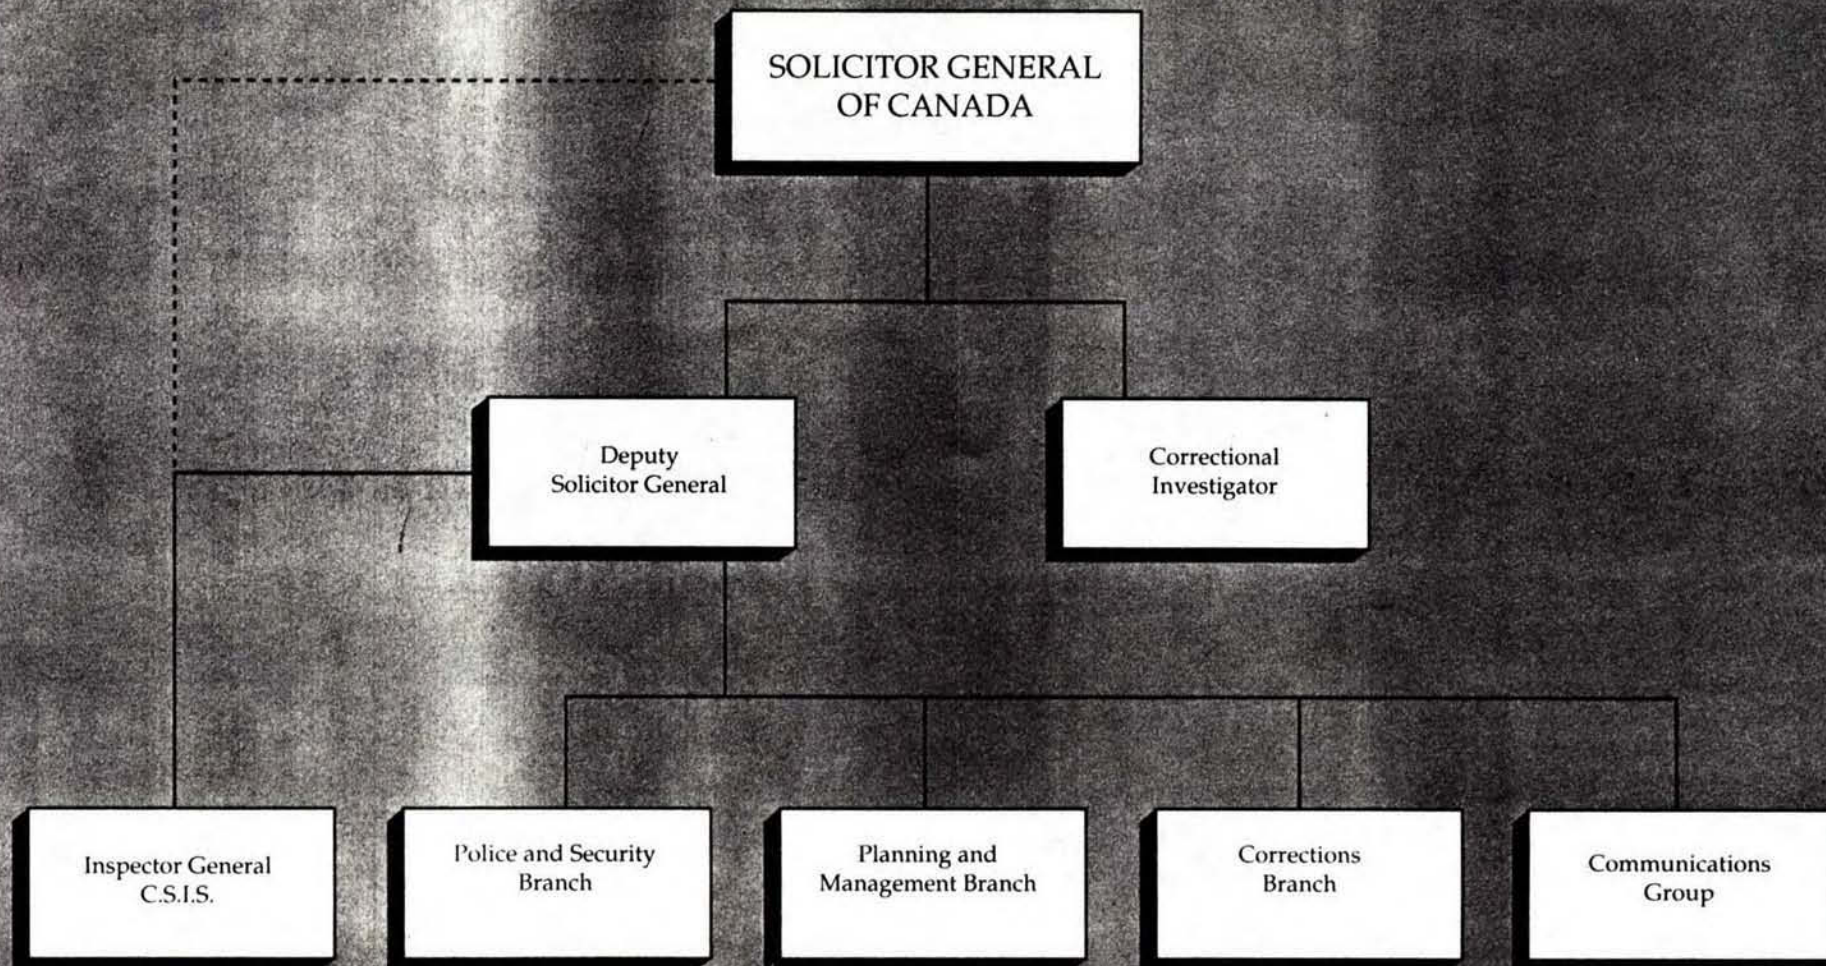 SOLICITOR GENERAL
OF CANADA
Deputy
Solicitor General
Correctional
Investigator
Inspector General
C.S.I.S.
Police and Security
Branch
Planning and
Management Branch
Corrections
Branch
Communications
Group